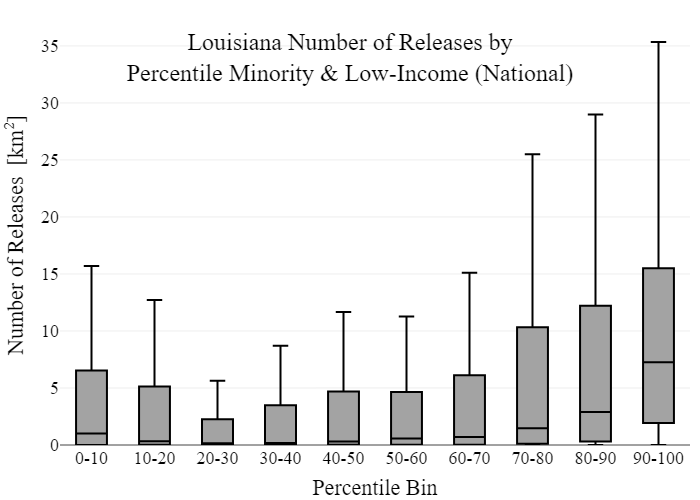 Louisiana Number of Releases by
Percentile Minority & Low-Income (National)
Number of Releases [km²]
35
30
25
20
15
10
5
0
0-10 10-20 20-30 30-40 40-50 50-60 60-70 70-80 80-90 90-100
Percentile Bin